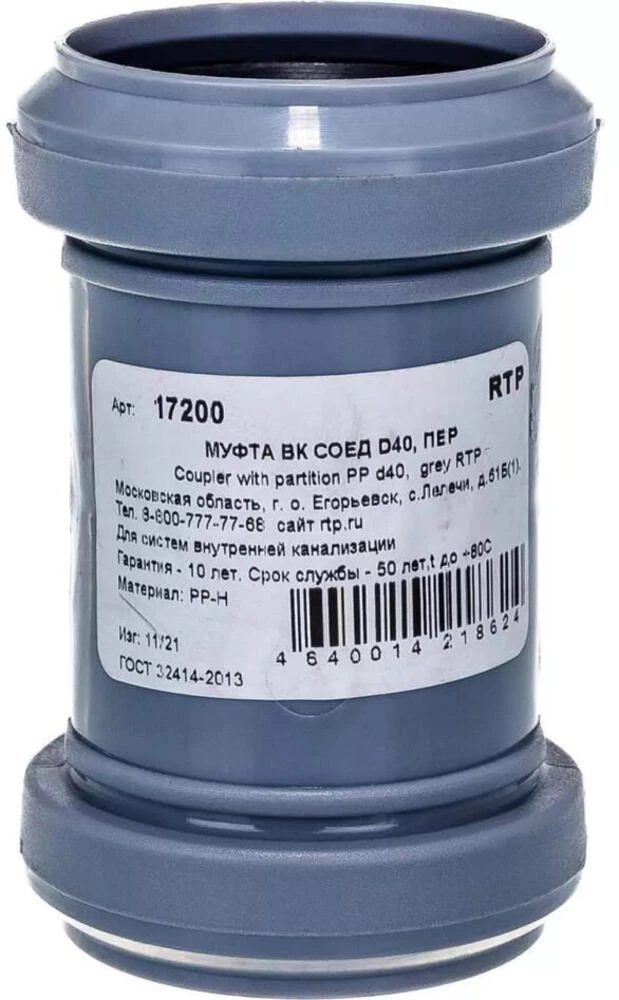 RTP
Арт: 17200
МУФТА ВК СОЕД D40, ПЕР
Coupler with partition PP d40, grey RTP
Московская область, г. о. Егорьевск, с.Лелечи, д.61Б(1).
Тел. 8-800-777-77-68 сайт rtp.ru
Для систем внутренней канализации
Гарантия - 10 лет. Срок службы - 50 лет,t до +80С
Материал: PP-H
Изг: 11/21
4 640014 218624
ГОСТ 32414-2013